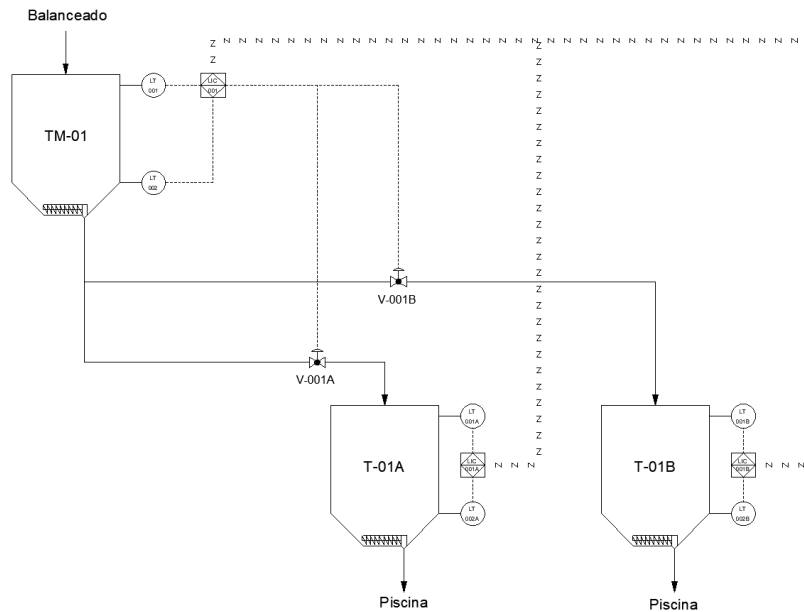 Balanceado
Z Z Z Z Z Z Z Z Z Z Z Z Z Z Z Z Z Z Z Z Z Z Z Z Z Z Z Z Z Z Z Z Z Z Z Z Z Z
LT
001
LIC
001
TM-01
LT
002
V-001B
V-001A
LT
001A
LT
001B
T-01A
LIC
001A
Z Z Z
T-01B
LIC
001B
Z Z Z
LT
002A
LT
002B
Piscina
Piscina